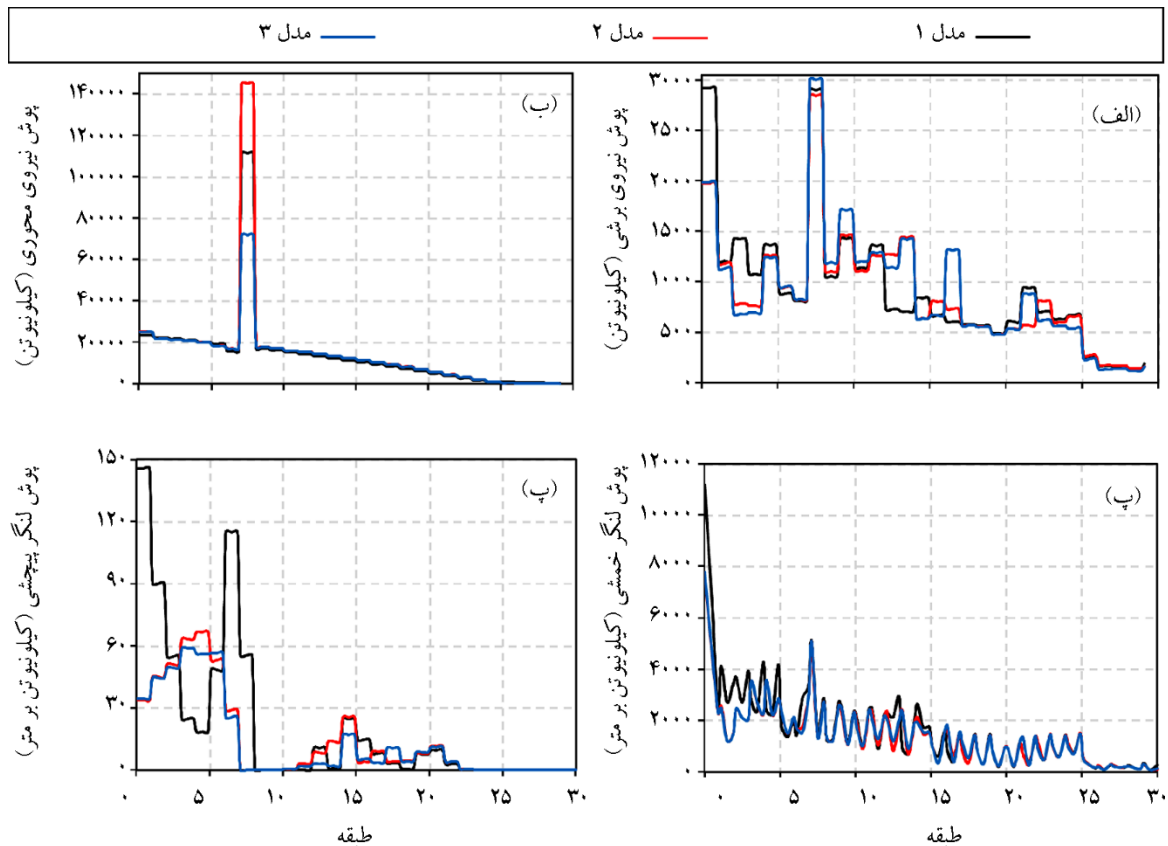 مدل ۱
مدل ۲
مدل ۳
(الف)
پوش نیروی برشی (کیلونیوتن)
۳۰۰۰
۲۵۰۰
۲۰۰۰
۱۵۰۰
۱۰۰۰
۵۰۰
۰
(ب)
پوش نیروی محوری (کیلونیوتن)
۱۴۰۰۰۰
۱۲۰۰۰۰
۱۰۰۰۰۰
۸۰۰۰۰
۶۰۰۰۰
۴۰۰۰۰
۲۰۰۰۰
۰
(پ)
پوش لنگر خمشی (کیلونیوتن بر متر)
۱۲۰۰۰
۱۰۰۰۰
۸۰۰۰
۶۰۰۰
۴۰۰۰
۲۰۰۰
۰
۰ ۵ ۱۰ ۱۵ ۲۰ ۲۵ ۳۰
طبقه
(پ)
پوش لنگر پیچشی (کیلونیوتن بر متر)
۱۵۰
۱۲۰
۹۰
۶۰
۳۰
۰
۰ ۵ ۱۰ ۱۵ ۲۰ ۲۵ ۳۰
طبقه